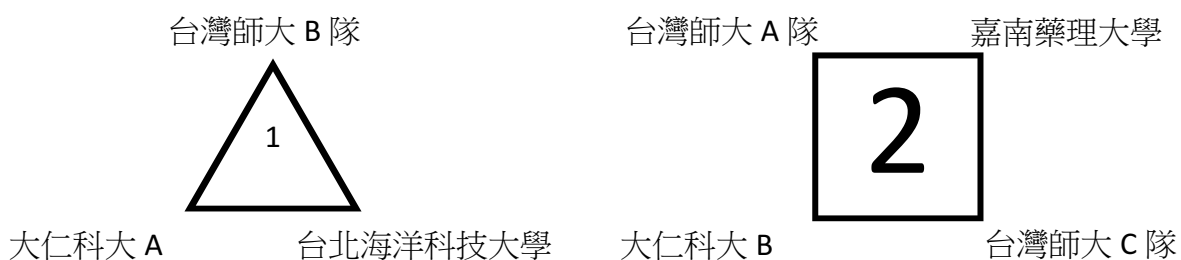 台灣師大 B 隊
1
大仁科大 A
台北海洋科技大學
台灣師大 A 隊
嘉南藥理大學
2
大仁科大 B
台灣師大 C 隊